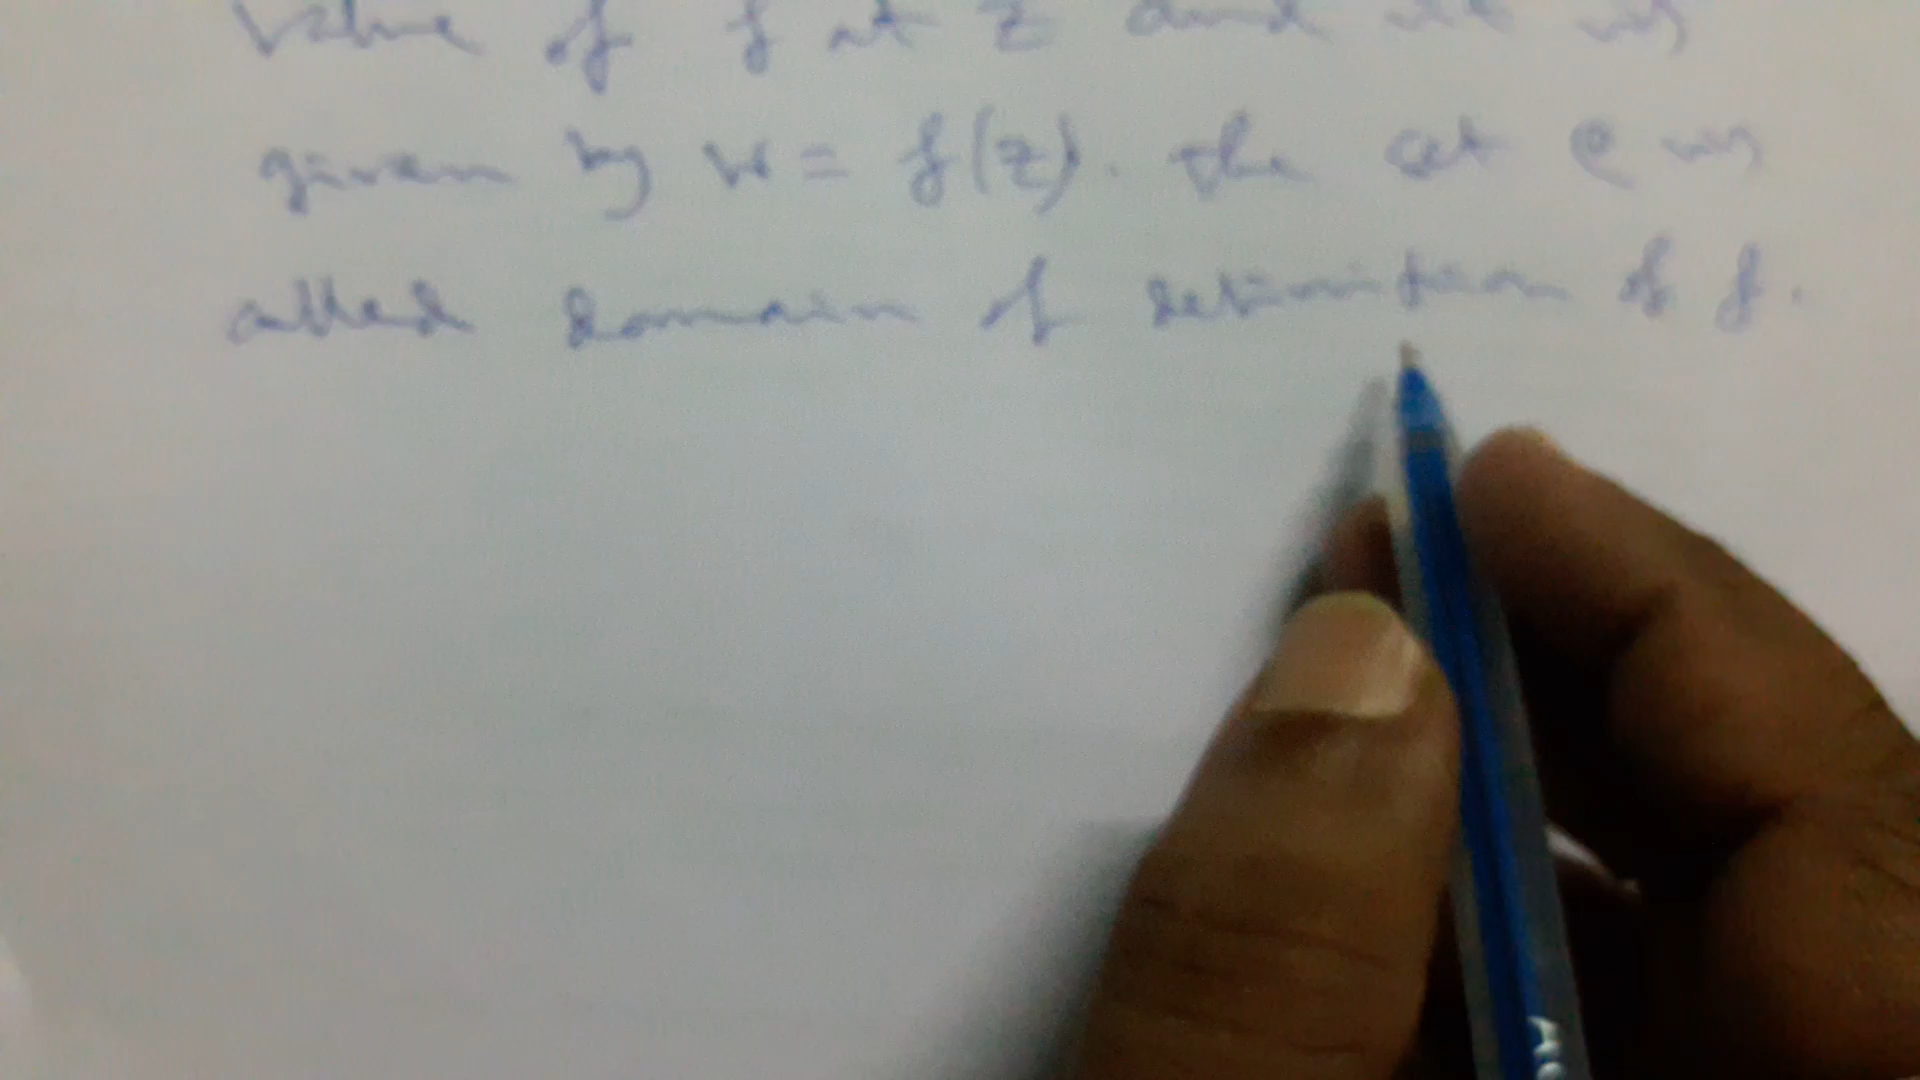 value of f at z and it is
given by w = f(z). the set e is
called domain of definition of f.